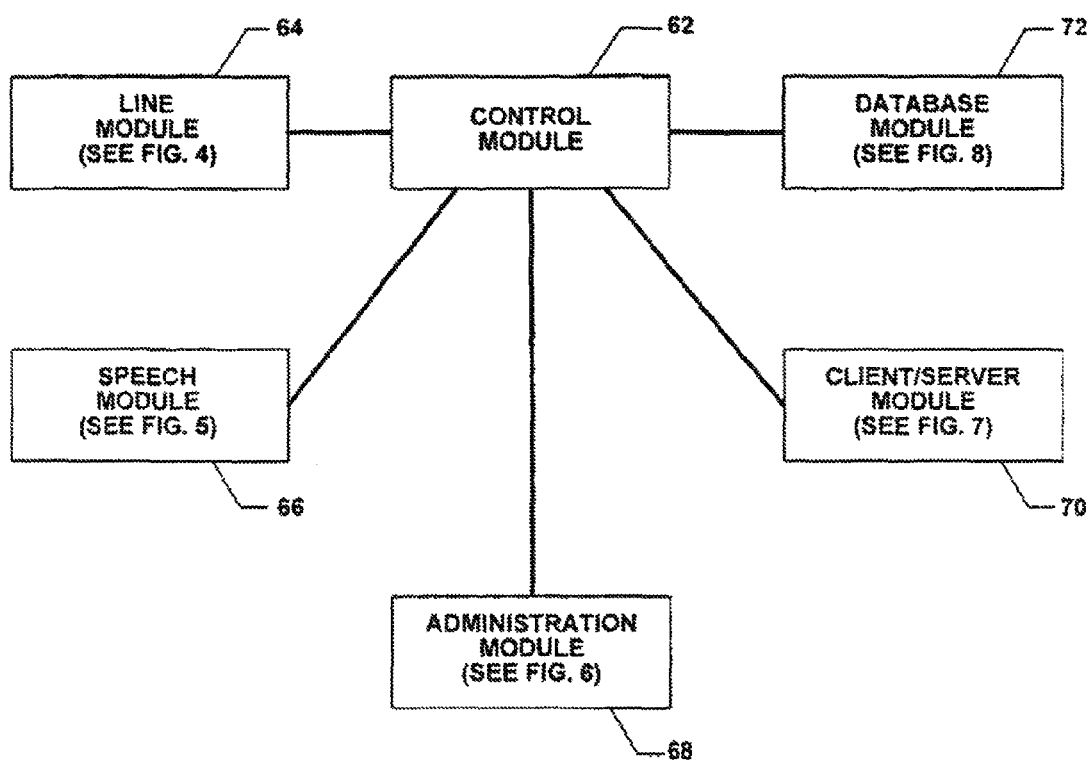 64
62
72
LINE
MODULE
(SEE FIG. 4)
CONTROL
MODULE
DATABASE
MODULE
(SEE FIG. 8)
SPEECH
MODULE
(SEE FIG. 5)
CLIENT/SERVER
MODULE
(SEE FIG. 7)
66
70
ADMINISTRATION
MODULE
(SEE FIG. 6)
68